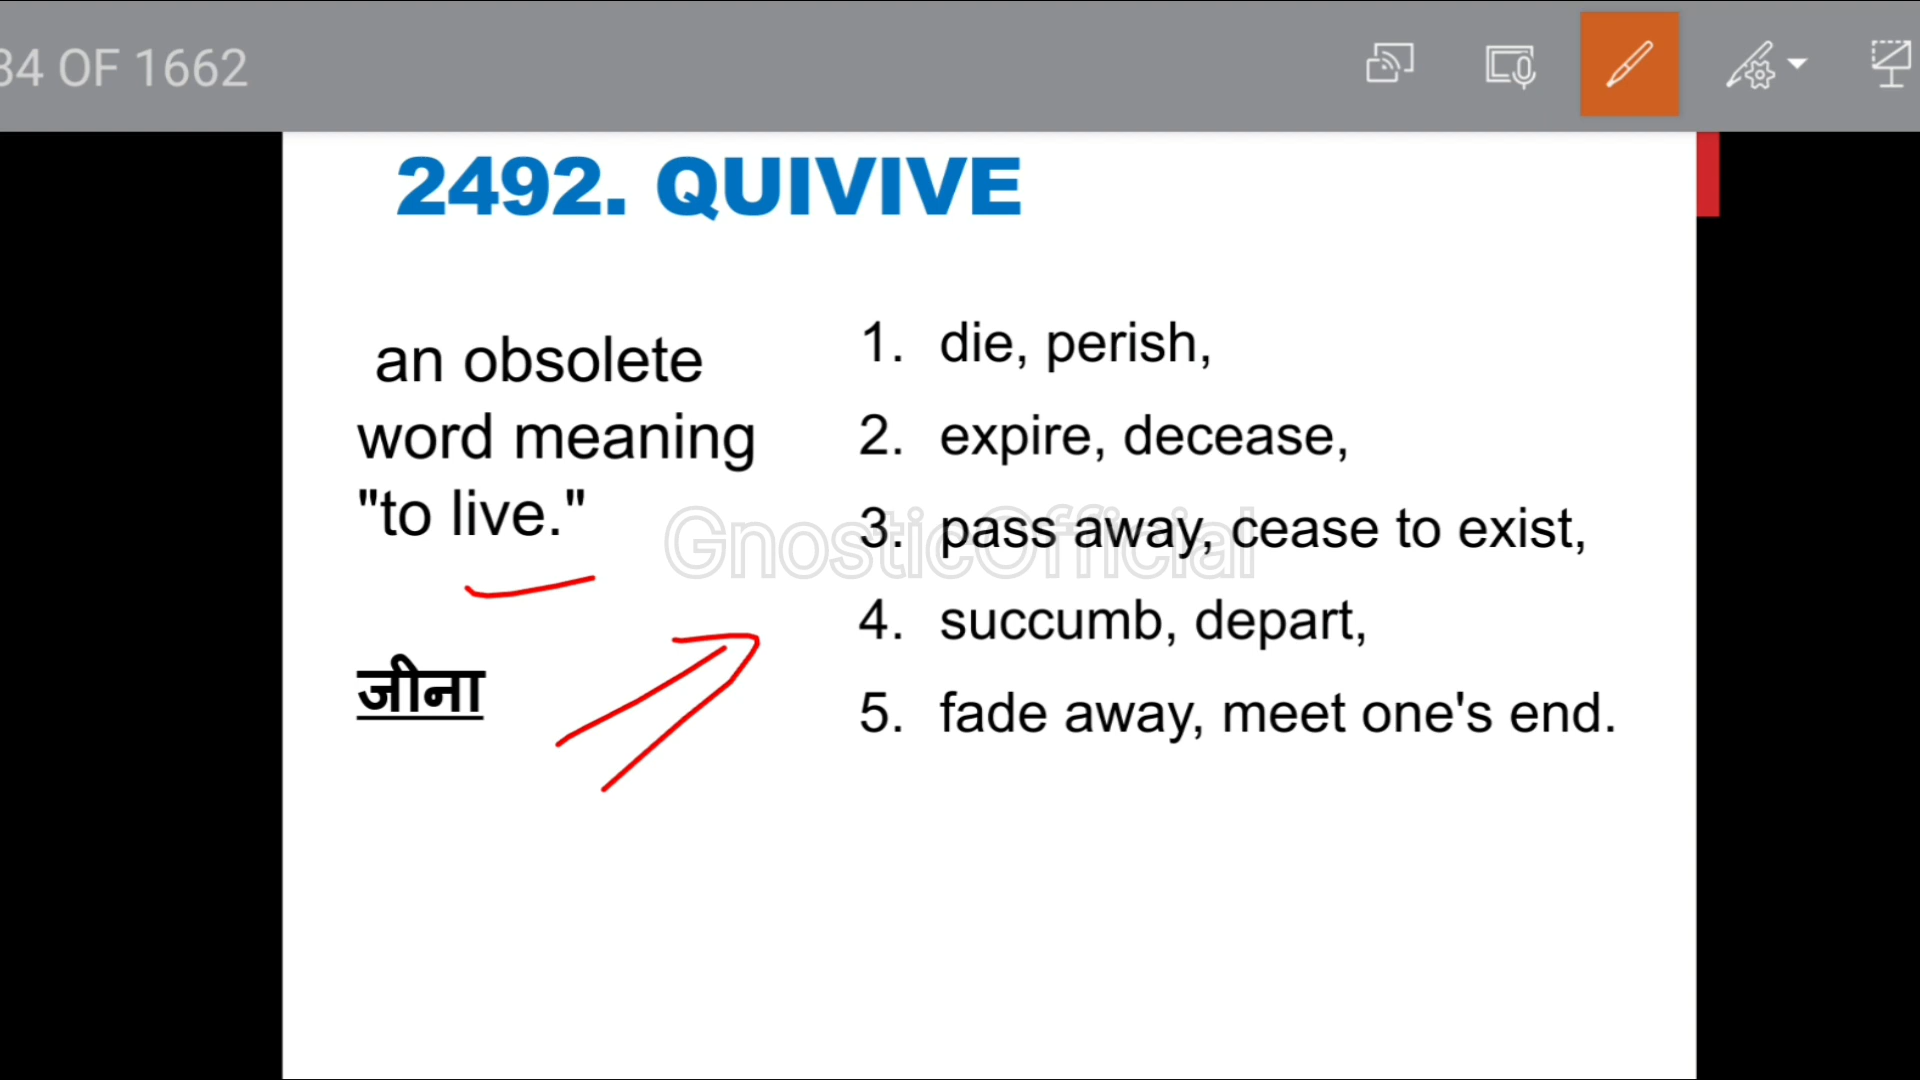 34 OF 1662
2492. QUIVIVE
an obsolete
word meaning
"to live."
जीना
1. die, perish,
2. expire, decease,
3. pass away, cease to exist,
4. succumb, depart,
5. fade away, meet one's end.
GnosticOfficial